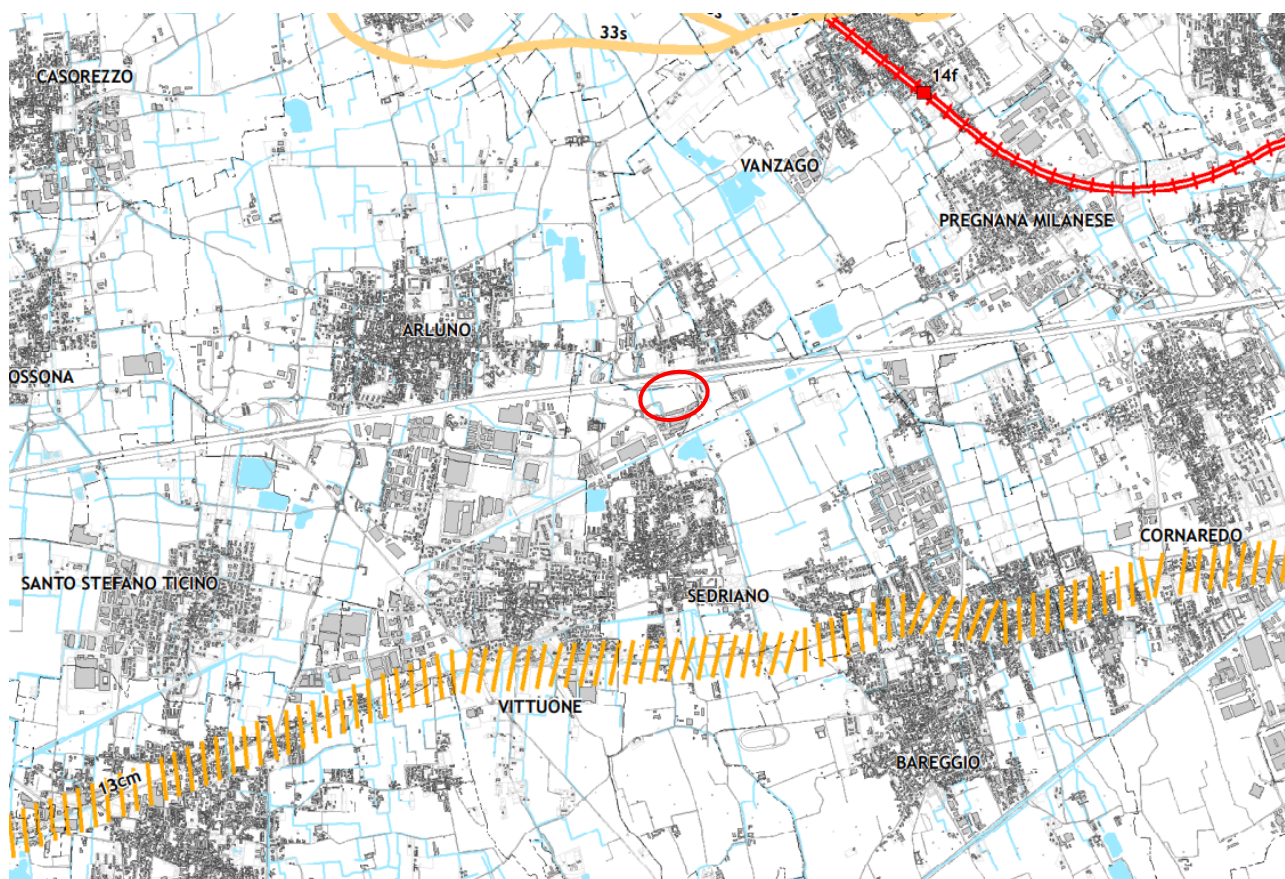 33s
CASOREZZO
14f
VANZAGO
PREGNANA MILANESE
ARLUNO
OSSONA
CORNAREDO
SANTO STEFANO TICINO
SEDRIANO
VITTUONE
BAREGGIO
13cm